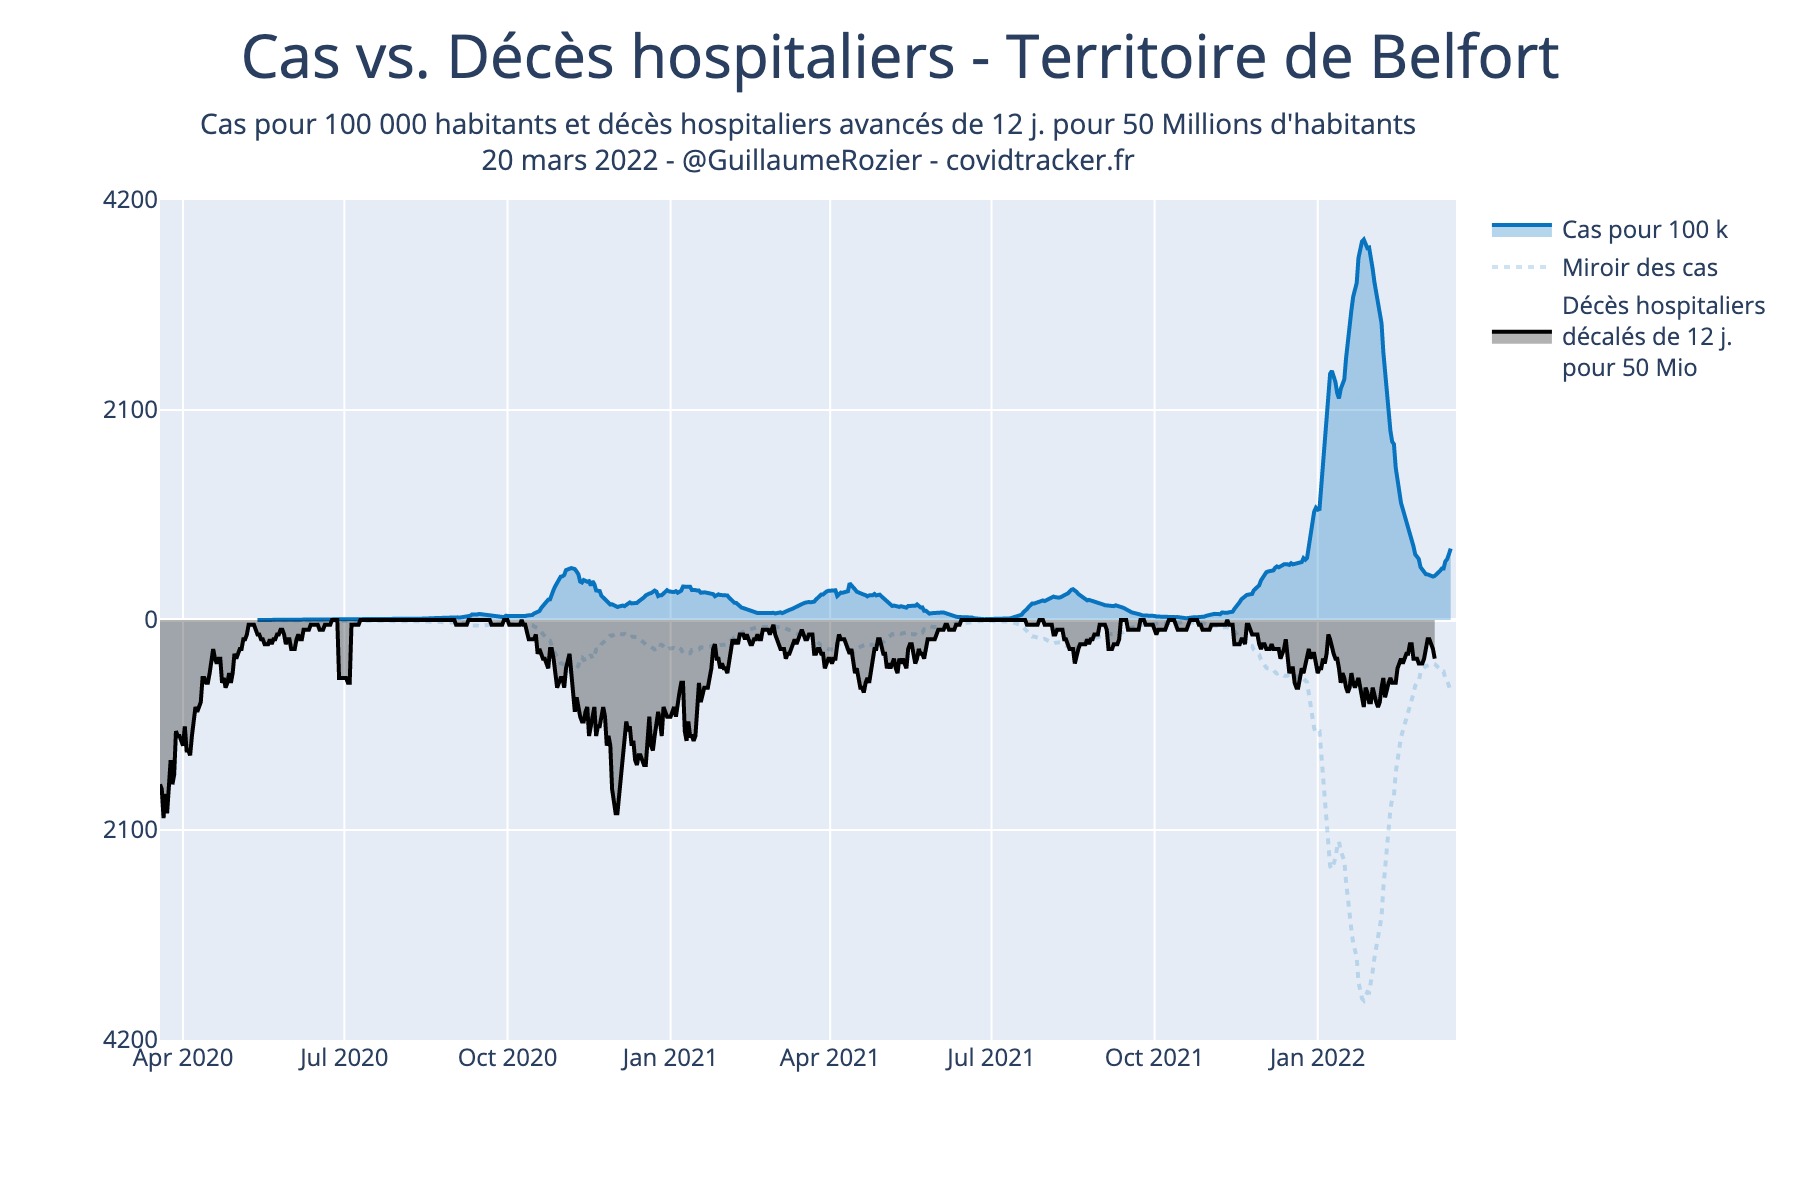 Cas vs. Décès hospitaliers - Territoire de Belfort
Cas pour 100 000 habitants et décès hospitaliers avancés de 12 j. pour 50 Millions d'habitants
20 mars 2022 - @GuillaumeRozier - covidtracker.fr
4200
2100
0
2100
4200
Apr 2020
Jul 2020
Oct 2020
Jan 2021
Apr 2021
Jul 2021
Oct 2021
Jan 2022
Cas pour 100 k
Miroir des cas
Décès hospitaliers
décalés de 12 j.
pour 50 Mio